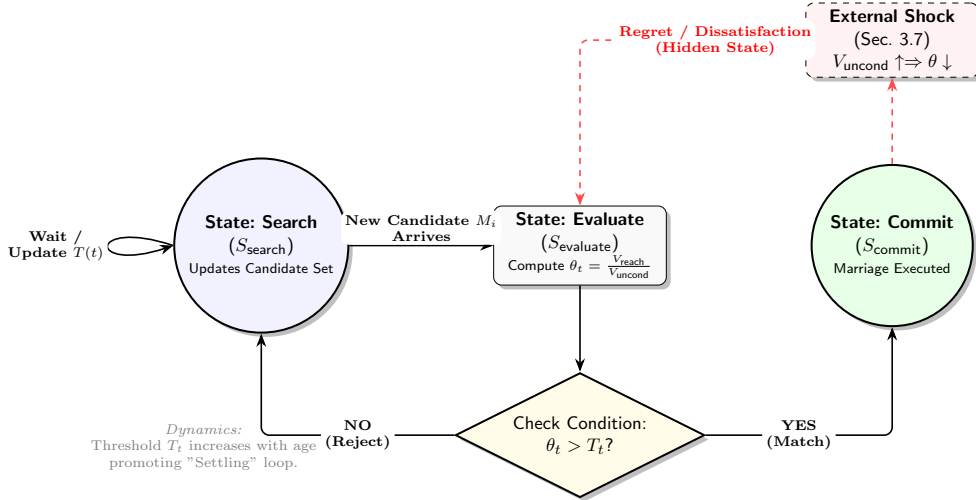 External Shock
(Sec. 3.7)
V_uncond ↑⇒ θ ↓
Regret / Dissatisfaction
(Hidden State)
Wait /
Update T(t)
State: Search
(S_search)
Updates Candidate Set
New Candidate M_i
Arrives
State: Evaluate
(S_evaluate)
Compute θ_t = V_reach / V_uncond
State: Commit
(S_commit)
Marriage Executed
Dynamics:
Threshold T_t increases with age
promoting "Settling" loop.
NO
(Reject)
Check Condition:
θ_t > T_t?
YES
(Match)